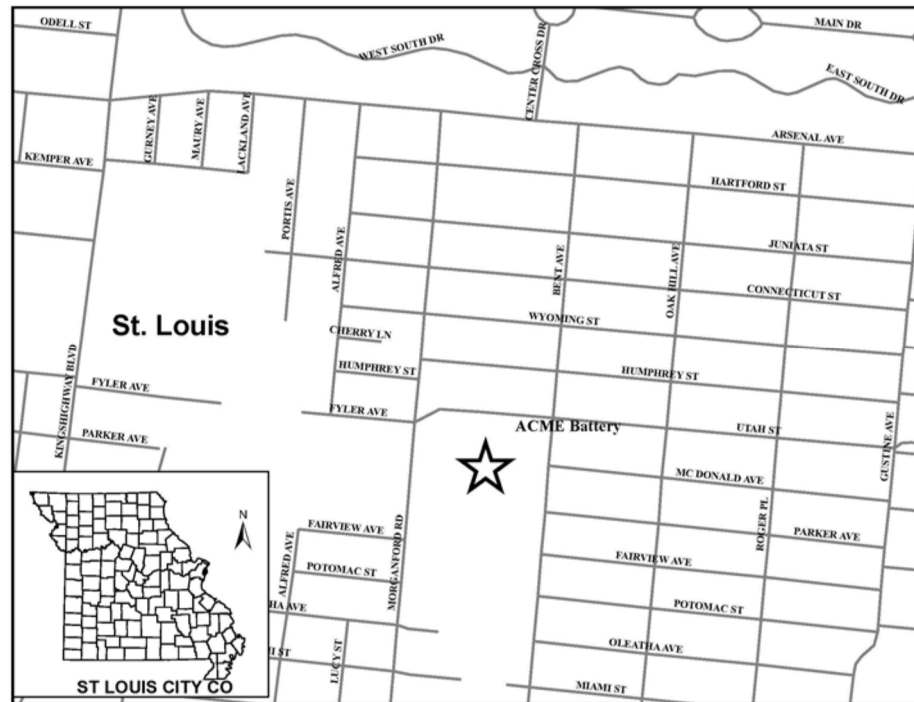 ODELL ST
MAIN DR
WEST SOUTH DR
CENTER CROSS DR
EAST SOUTH DR
ARSENAL AVE
GURNEY AVE
MAURY AVE
LACKLAND AVE
KEMPER AVE
HARTFORD ST
PORTIS AVE
ALFRED AVE
JUNIATA ST
BENT AVE
OAK HILL AVE
CONNECTICUT ST
WYOMING ST
St. Louis
CHERRY LN
HUMPHREY ST
HUMPHREY ST
KINGSHIGHWAY BLVD
FYLER AVE
FYLER AVE
ACME Battery
UTAH ST
GUSTINE AVE
PARKER AVE
MC DONALD AVE
ROGER PL
N
FAIRVIEW AVE
PARKER AVE
ALFRED AVE
MORGANFORD RD
FAIRVIEW AVE
POTOMAC ST
POTOMAC ST
HA AVE
OLEATHA AVE
LUCY ST
I ST
ST LOUIS CITY CO
MIAMI ST